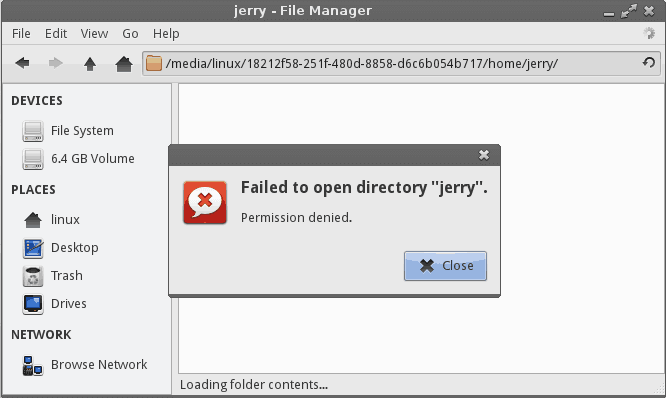 jerry - File Manager
File Edit View Go Help
/media/linux/18212f58-251f-480d-8858-d6c6b054b717/home/jerry/
DEVICES
File System
6.4 GB Volume
PLACES
linux
Desktop
Trash
Drives
NETWORK
Browse Network
Failed to open directory "jerry".
Permission denied.
Close
Loading folder contents...